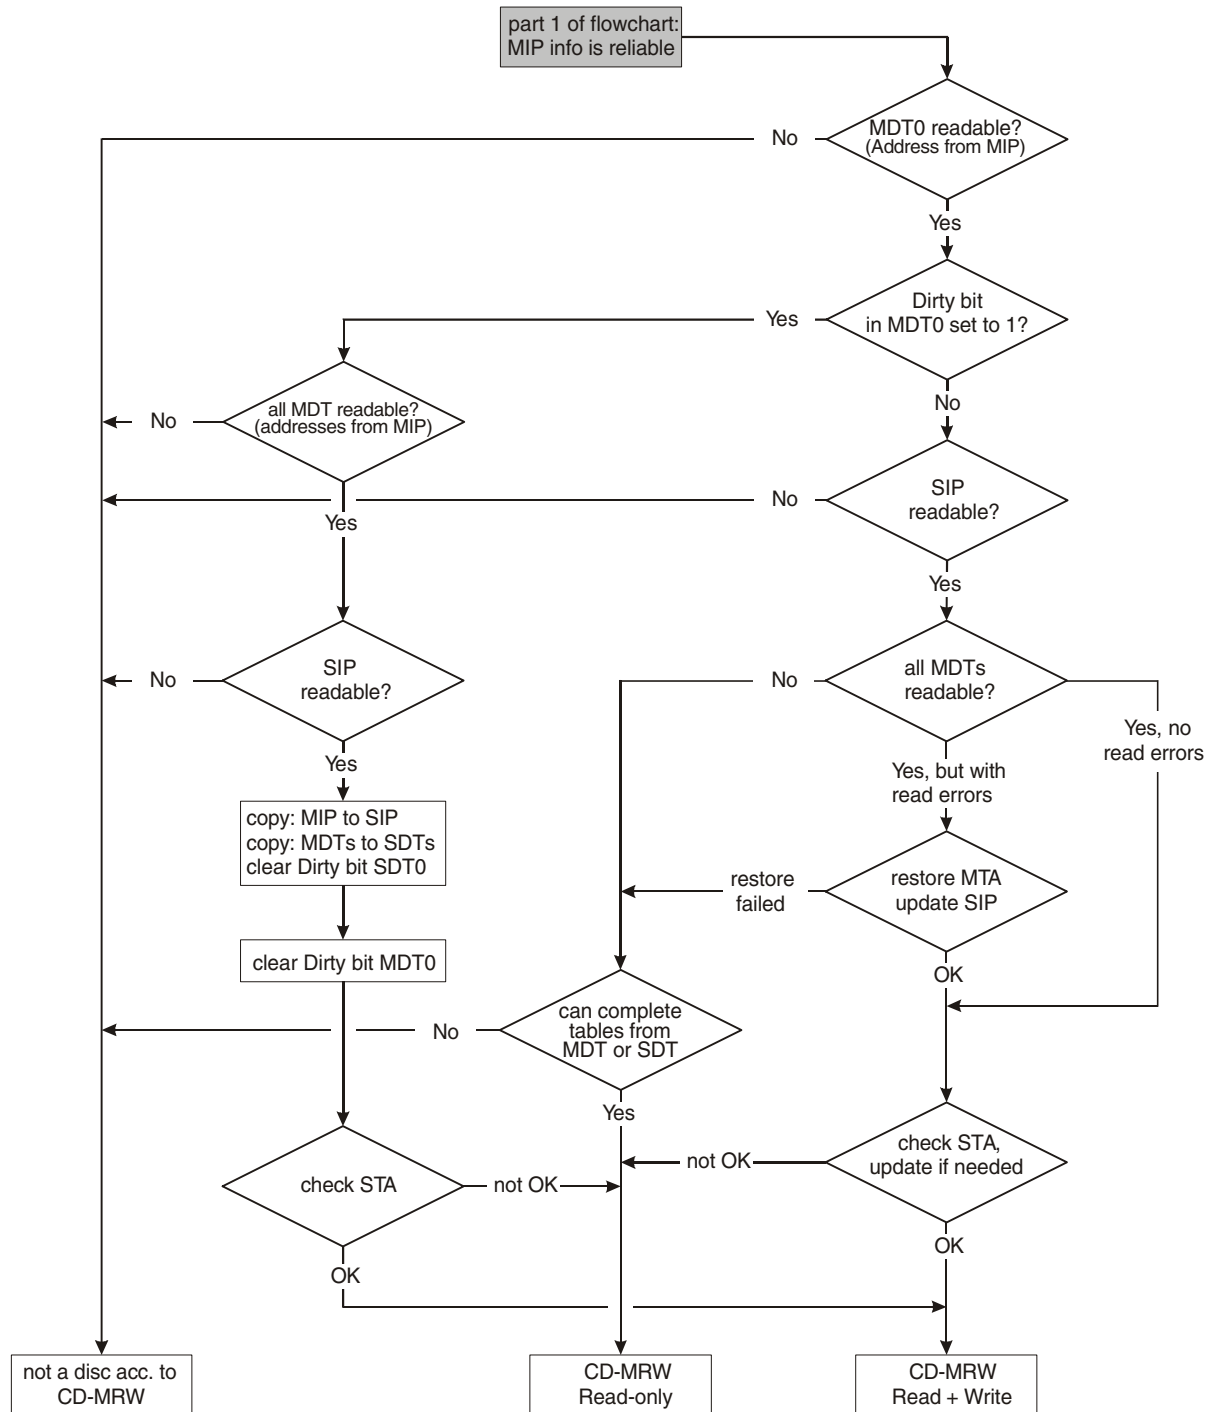 part 1 of flowchart:
MIP info is reliable
MDT0 readable?
(Address from MIP)
No
Yes
Dirty bit
in MDT0 set to 1?
Yes
No
all MDT readable?
(addresses from MIP)
No
Yes
SIP
readable?
No
Yes
SIP
readable?
No
Yes
all MDTs
readable?
No
Yes, no
read errors
Yes, but with
read errors
copy: MIP to SIP
copy: MDTs to SDTs
clear Dirty bit SDT0
restore MTA
update SIP
restore
failed
OK
clear Dirty bit MDT0
can complete
tables from
MDT or SDT
No
Yes
check STA,
update if needed
not OK
OK
check STA
not OK
OK
not a disc acc. to
CD-MRW
CD-MRW
Read-only
CD-MRW
Read + Write